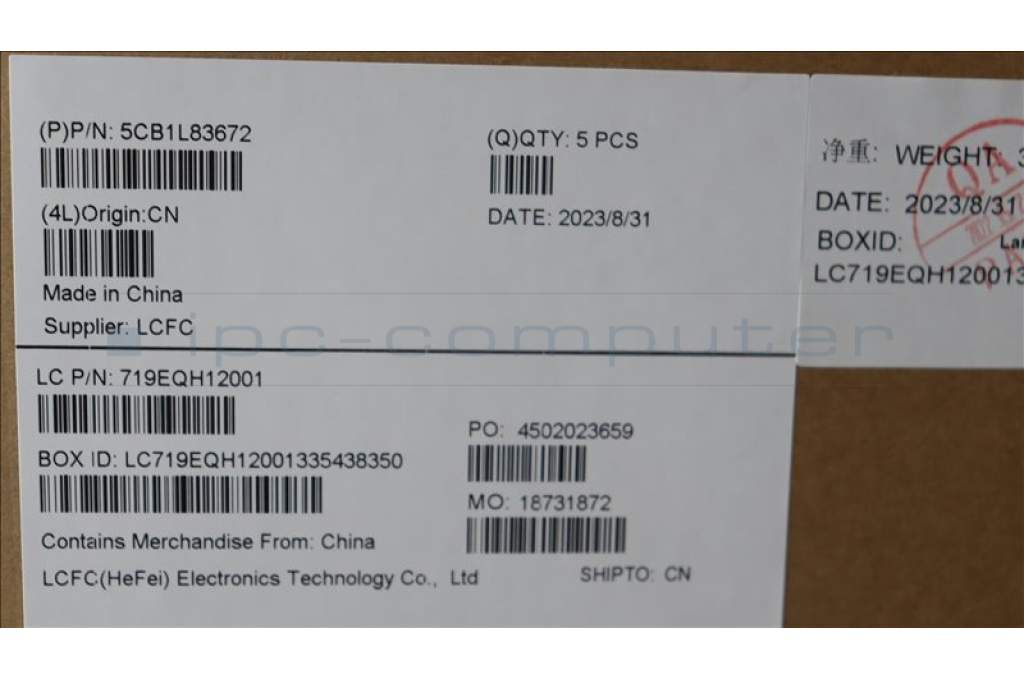 (P)P/N: 5CB1L83672
(Q)QTY: 5 PCS
(4L)Origin:CN
DATE: 2023/8/31
Made in China
Supplier: LCFC
净重: WEIGHT:
DATE: 2023/8/31
BOXID:
LC719EQH120013
QA
ipc-computer
LC P/N: 719EQH12001
PO: 4502023659
BOX ID: LC719EQH12001335438350
MO: 18731872
Contains Merchandise From: China
LCFC(HeFei) Electronics Technology Co., Ltd
SHIPTO: CN